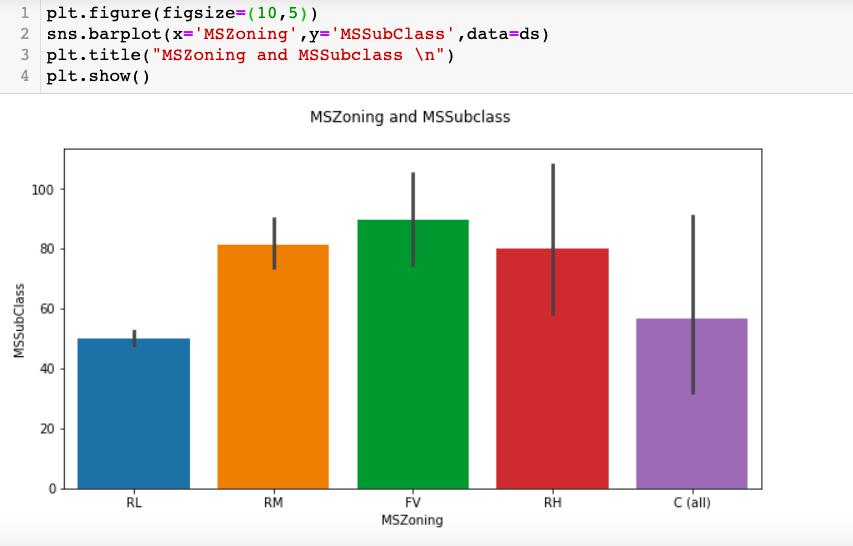 1 plt.figure(figsize=(10,5))
2 sns.barplot(x='MSZoning',y='MSSubClass',data=ds)
3 plt.title("MSZoning and MSSubclass \n")
4 plt.show()
MSZoning and MSSubclass
MSSubClass
100
80
60
40
20
0
RL RM FV RH C (all)
MSZoning